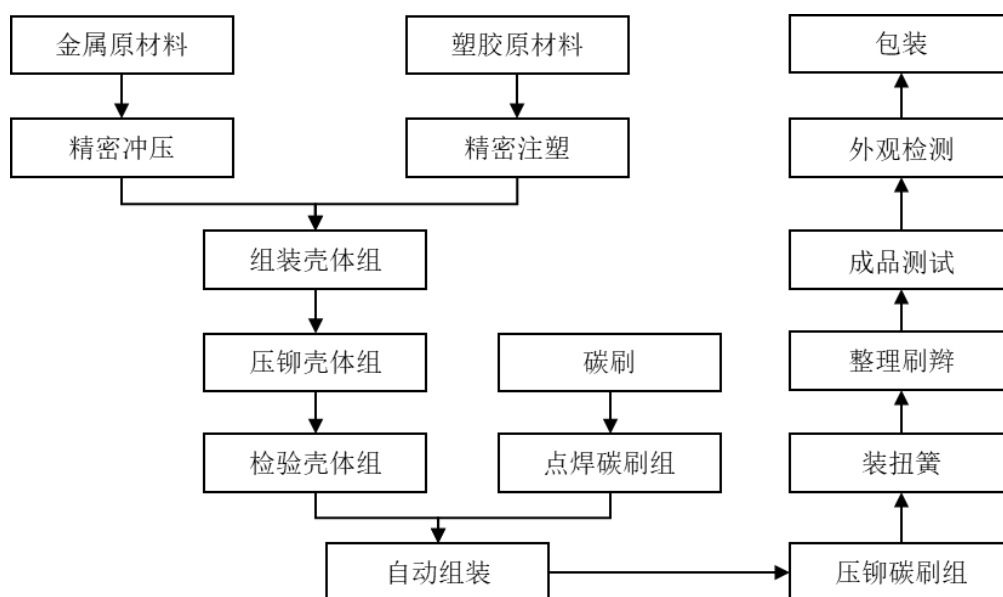 金属原材料
塑胶原材料
包装
精密冲压
精密注塑
外观检测
组装壳体组
成品测试
压铆壳体组
碳刷
整理刷辫
检验壳体组
点焊碳刷组
装扭簧
自动组装
压铆碳刷组